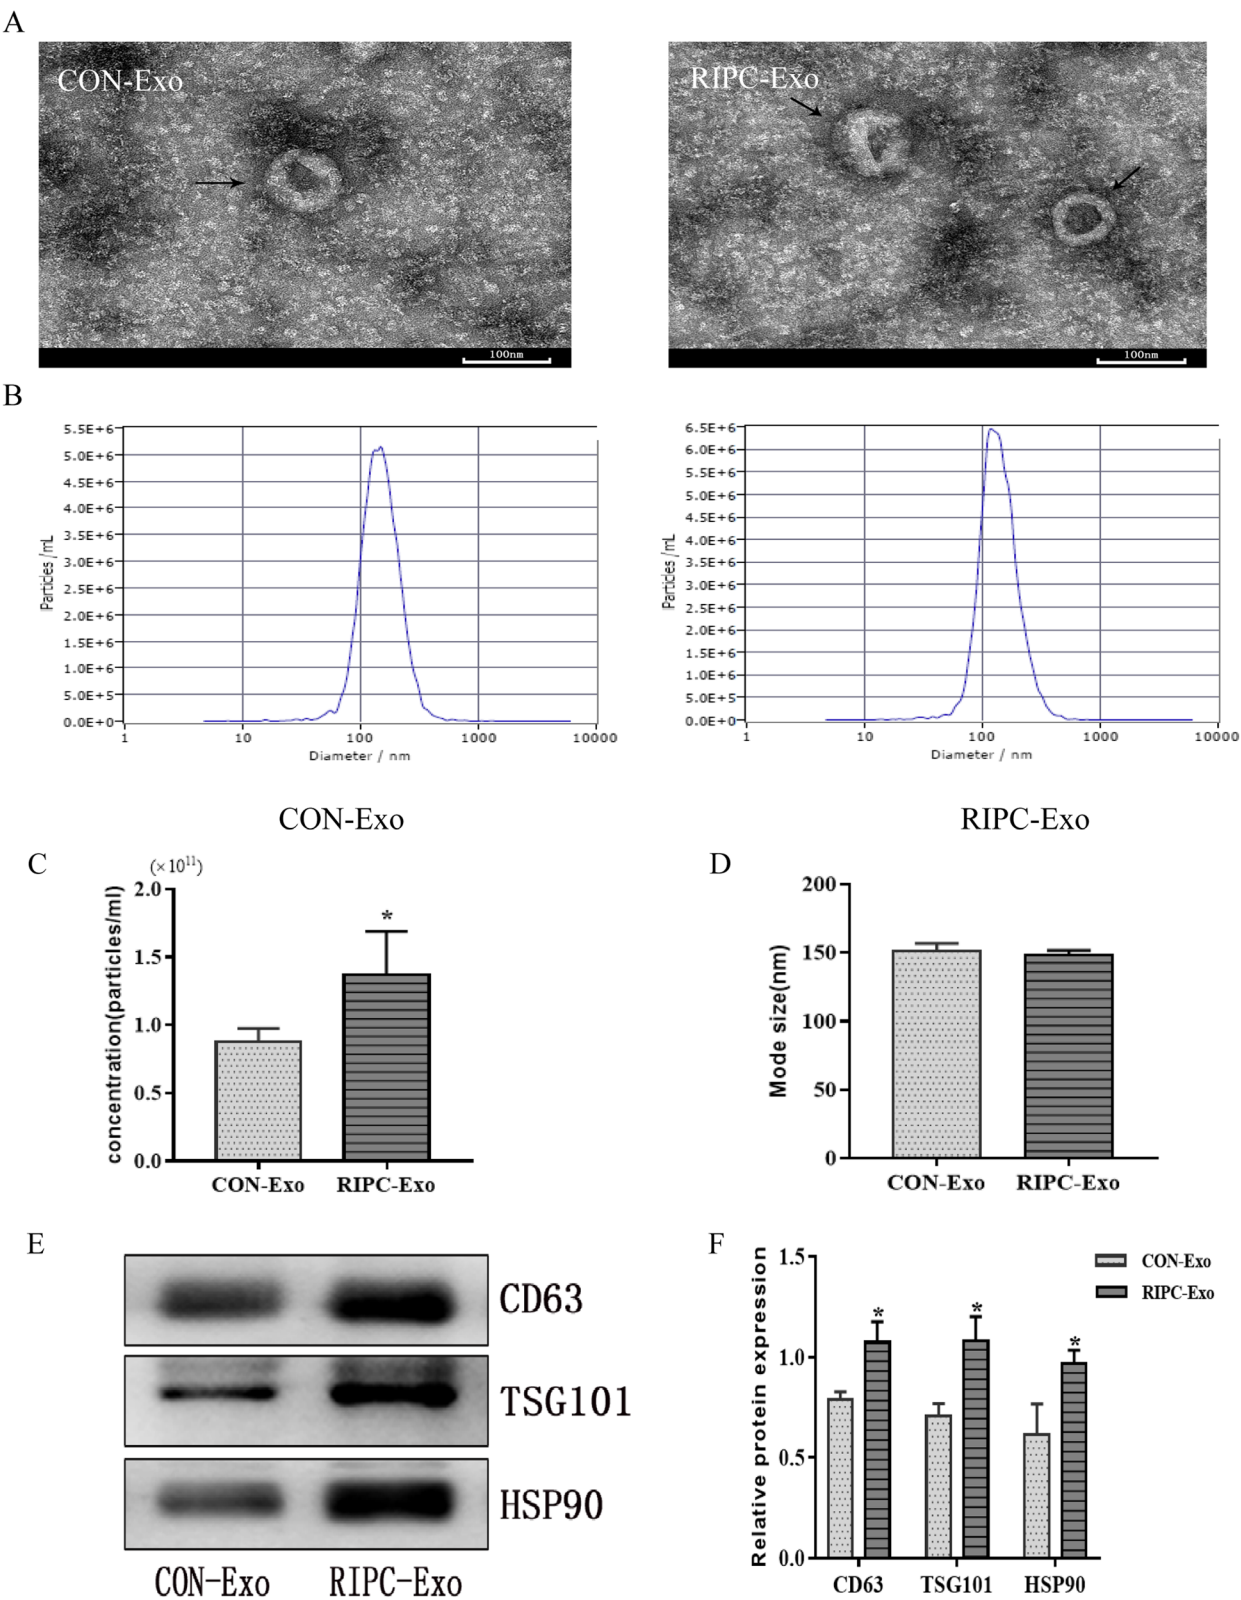 A
CON-Exo
100nm
RIPC-Exo
100nm
B
5.5E+6
5.0E+6
4.5E+6
4.0E+6
3.5E+6
3.0E+6
2.5E+6
2.0E+6
1.5E+6
1.0E+6
5.0E+5
0.0E+0
Particles /mL
1 10 100 1000 10000
Diameter / nm
CON-Exo
6.5E+6
6.0E+6
5.5E+6
5.0E+6
4.5E+6
4.0E+6
3.5E+6
3.0E+6
2.5E+6
2.0E+6
1.5E+6
1.0E+6
5.0E+5
0.0E+0
Particles /mL
1 10 100 1000 10000
Diameter / nm
RIPC-Exo
C
(×10¹¹)
concentration(particles/ml)
2.0
1.5
1.0
0.5
0.0
*
CON-Exo RIPC-Exo
D
Mode size(nm)
200
150
100
50
0
CON-Exo RIPC-Exo
E
CD63
TSG101
HSP90
CON-Exo RIPC-Exo
F
Relative protein expression
1.5
1.0
0.5
0.0
CON-Exo
RIPC-Exo
* * *
CD63 TSG101 HSP90